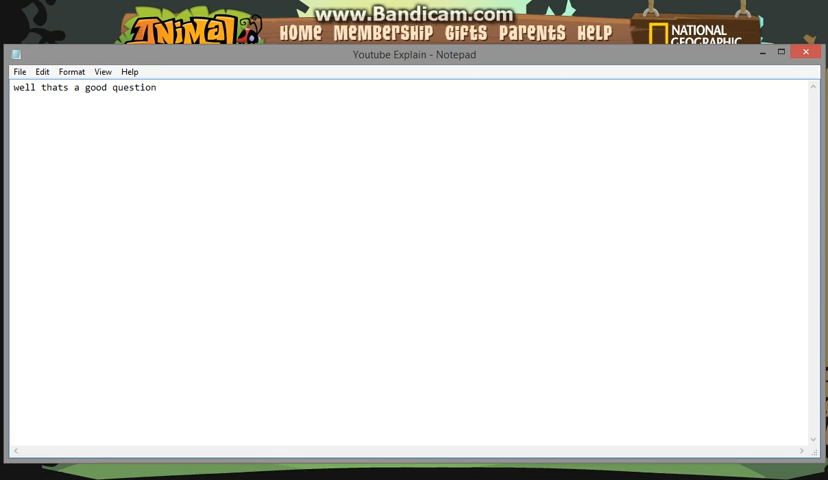 www.Bandicam.com
ANiMAL
HOME MEMBERSHIP GIFTS PARENTS HELP
NATIONAL
GEOGRAPHIC
Youtube Explain - Notepad
File Edit Format View Help
well thats a good question